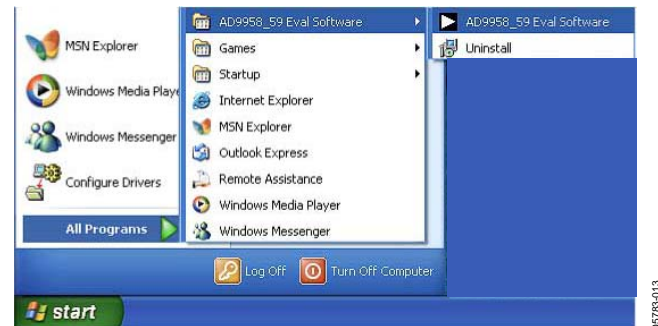 MSN Explorer
Windows Media Playe
Windows Messenger
Configure Drivers
All Programs
AD9958_59 Eval Software
Games
Startup
Internet Explorer
MSN Explorer
Outlook Express
Remote Assistance
Windows Media Player
Windows Messenger
AD9958_59 Eval Software
Uninstall
Log Off
Turn Off Computer
start
5783-013